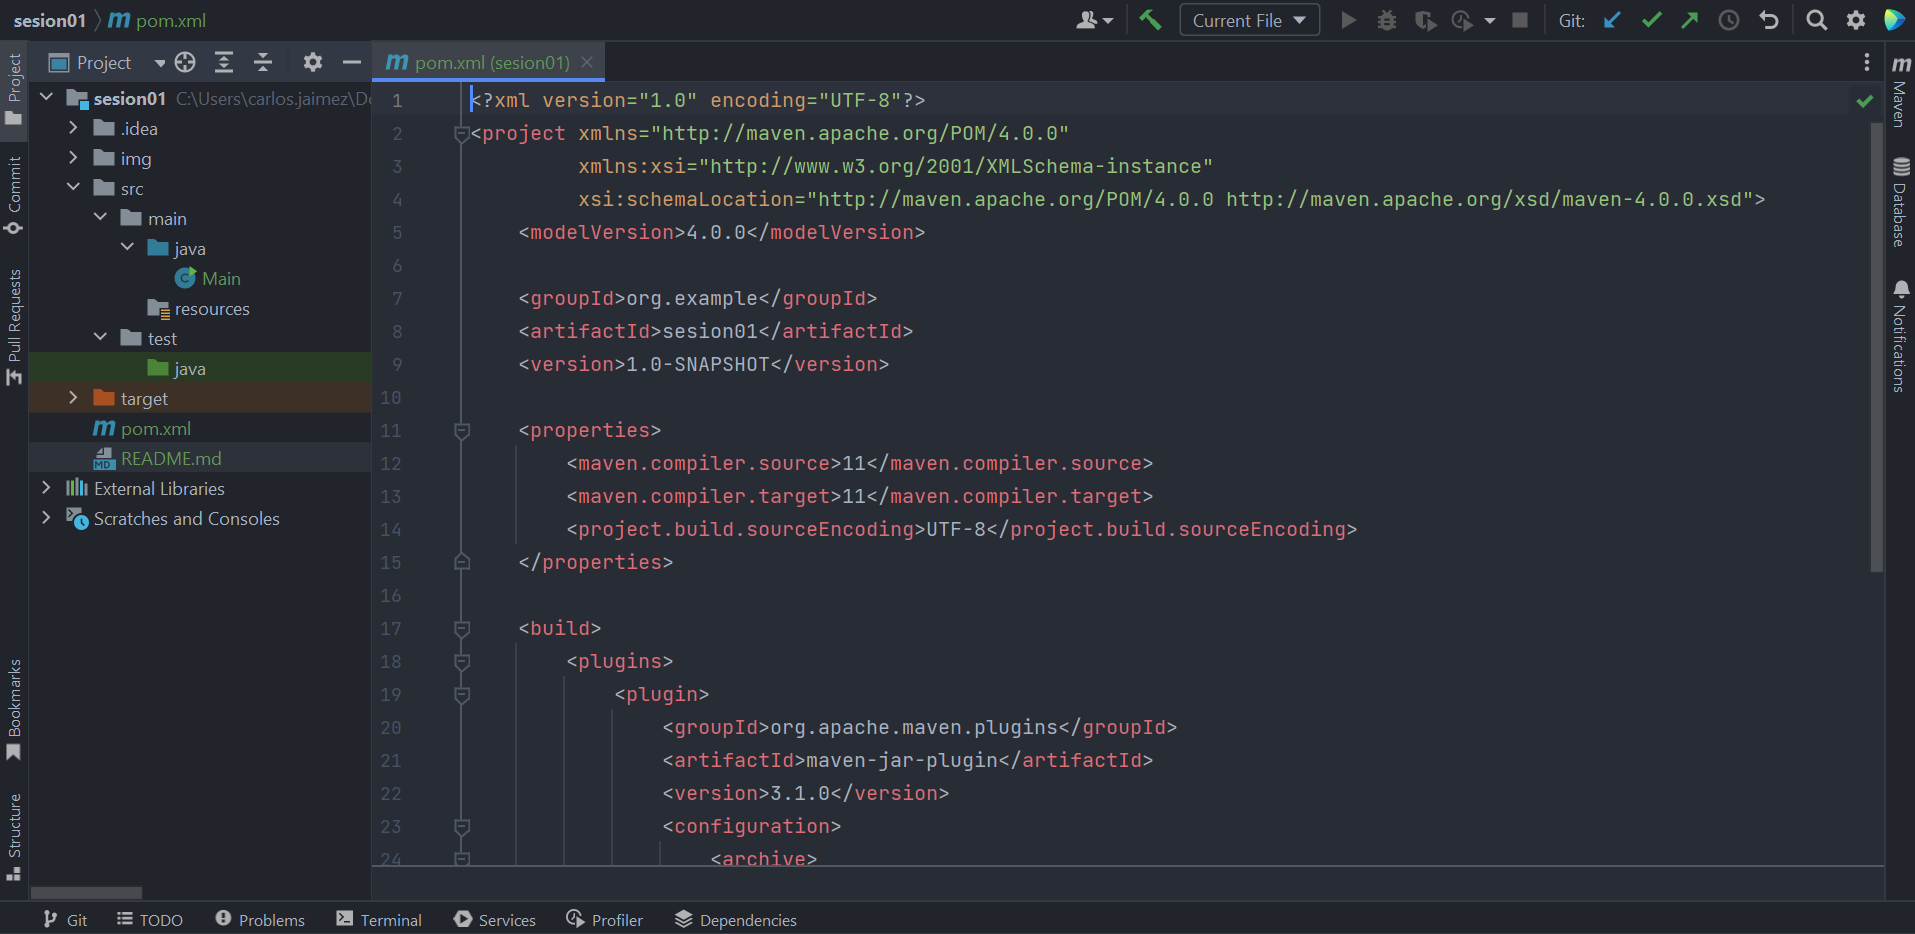 sesion01 pom.xml
Current File
Git:
Project
pom.xml (sesion01)
Project
Commit
Pull Requests
Bookmarks
Structure
sesion01 C:\Users\carlos.jaimez\Do
.idea
img
src
main
java
Main
resources
test
java
target
pom.xml
README.md
External Libraries
Scratches and Consoles
1 <?xml version="1.0" encoding="UTF-8"?>
2 <project xmlns="http://maven.apache.org/POM/4.0.0"
3 xmlns:xsi="http://www.w3.org/2001/XMLSchema-instance"
4 xsi:schemaLocation="http://maven.apache.org/POM/4.0.0 http://maven.apache.org/xsd/maven-4.0.0.xsd">
5 <modelVersion>4.0.0</modelVersion>
6
7 <groupId>org.example</groupId>
8 <artifactId>sesion01</artifactId>
9 <version>1.0-SNAPSHOT</version>
10
11 <properties>
12 <maven.compiler.source>11</maven.compiler.source>
13 <maven.compiler.target>11</maven.compiler.target>
14 <project.build.sourceEncoding>UTF-8</project.build.sourceEncoding>
15 </properties>
16
17 <build>
18 <plugins>
19 <plugin>
20 <groupId>org.apache.maven.plugins</groupId>
21 <artifactId>maven-jar-plugin</artifactId>
22 <version>3.1.0</version>
23 <configuration>
24 <archive>
Maven
Database
Notifications
Git TODO Problems Terminal Services Profiler Dependencies